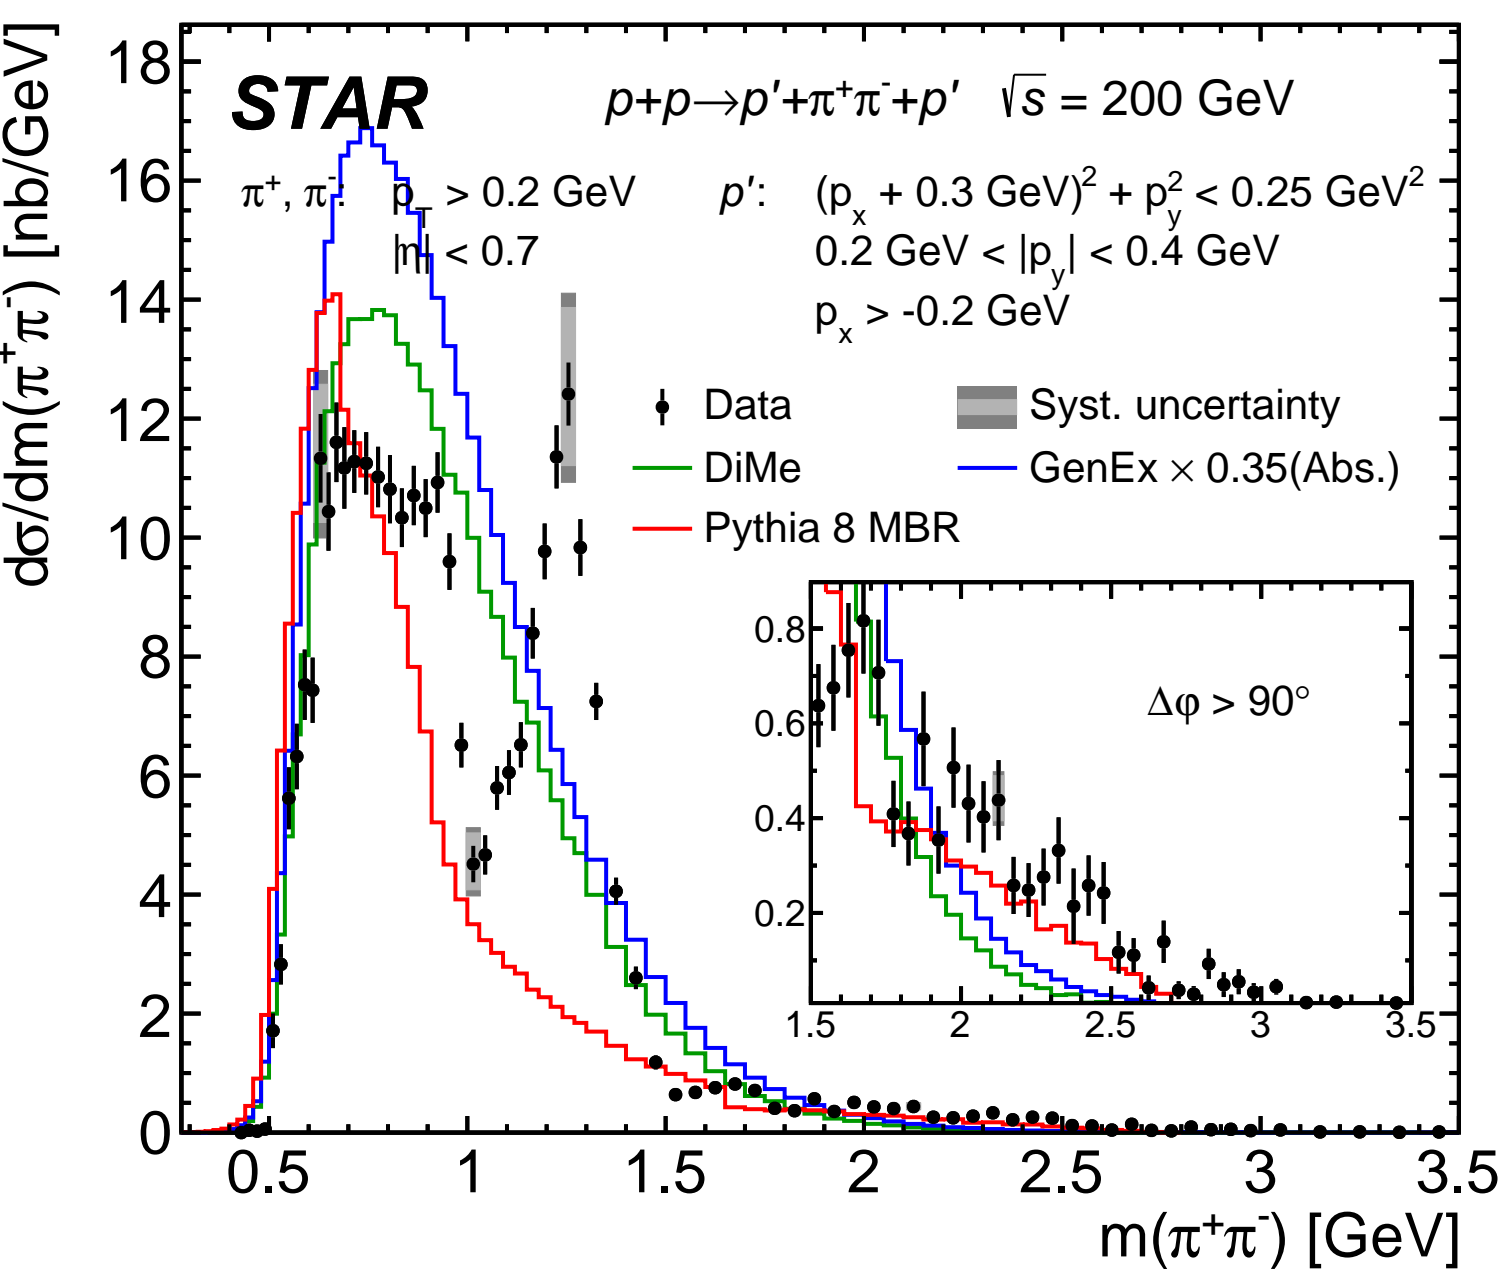 dσ/dm(π⁺π⁻) [nb/GeV]
18
16
14
12
10
8
6
4
2
0
STAR
p+p→p′+π⁺π⁻+p′ √s = 200 GeV
π⁺, π⁻: p_T > 0.2 GeV
|η| < 0.7
p′: (p_x + 0.3 GeV)² + p_y² < 0.25 GeV²
0.2 GeV < |p_y| < 0.4 GeV
p_x > -0.2 GeV
Data
Syst. uncertainty
DiMe
GenEx × 0.35(Abs.)
Pythia 8 MBR
0.8
0.6
0.4
0.2
Δφ > 90°
1.5 2 2.5 3 3.5
0.5 1 1.5 2 2.5 3 3.5
m(π⁺π⁻) [GeV]